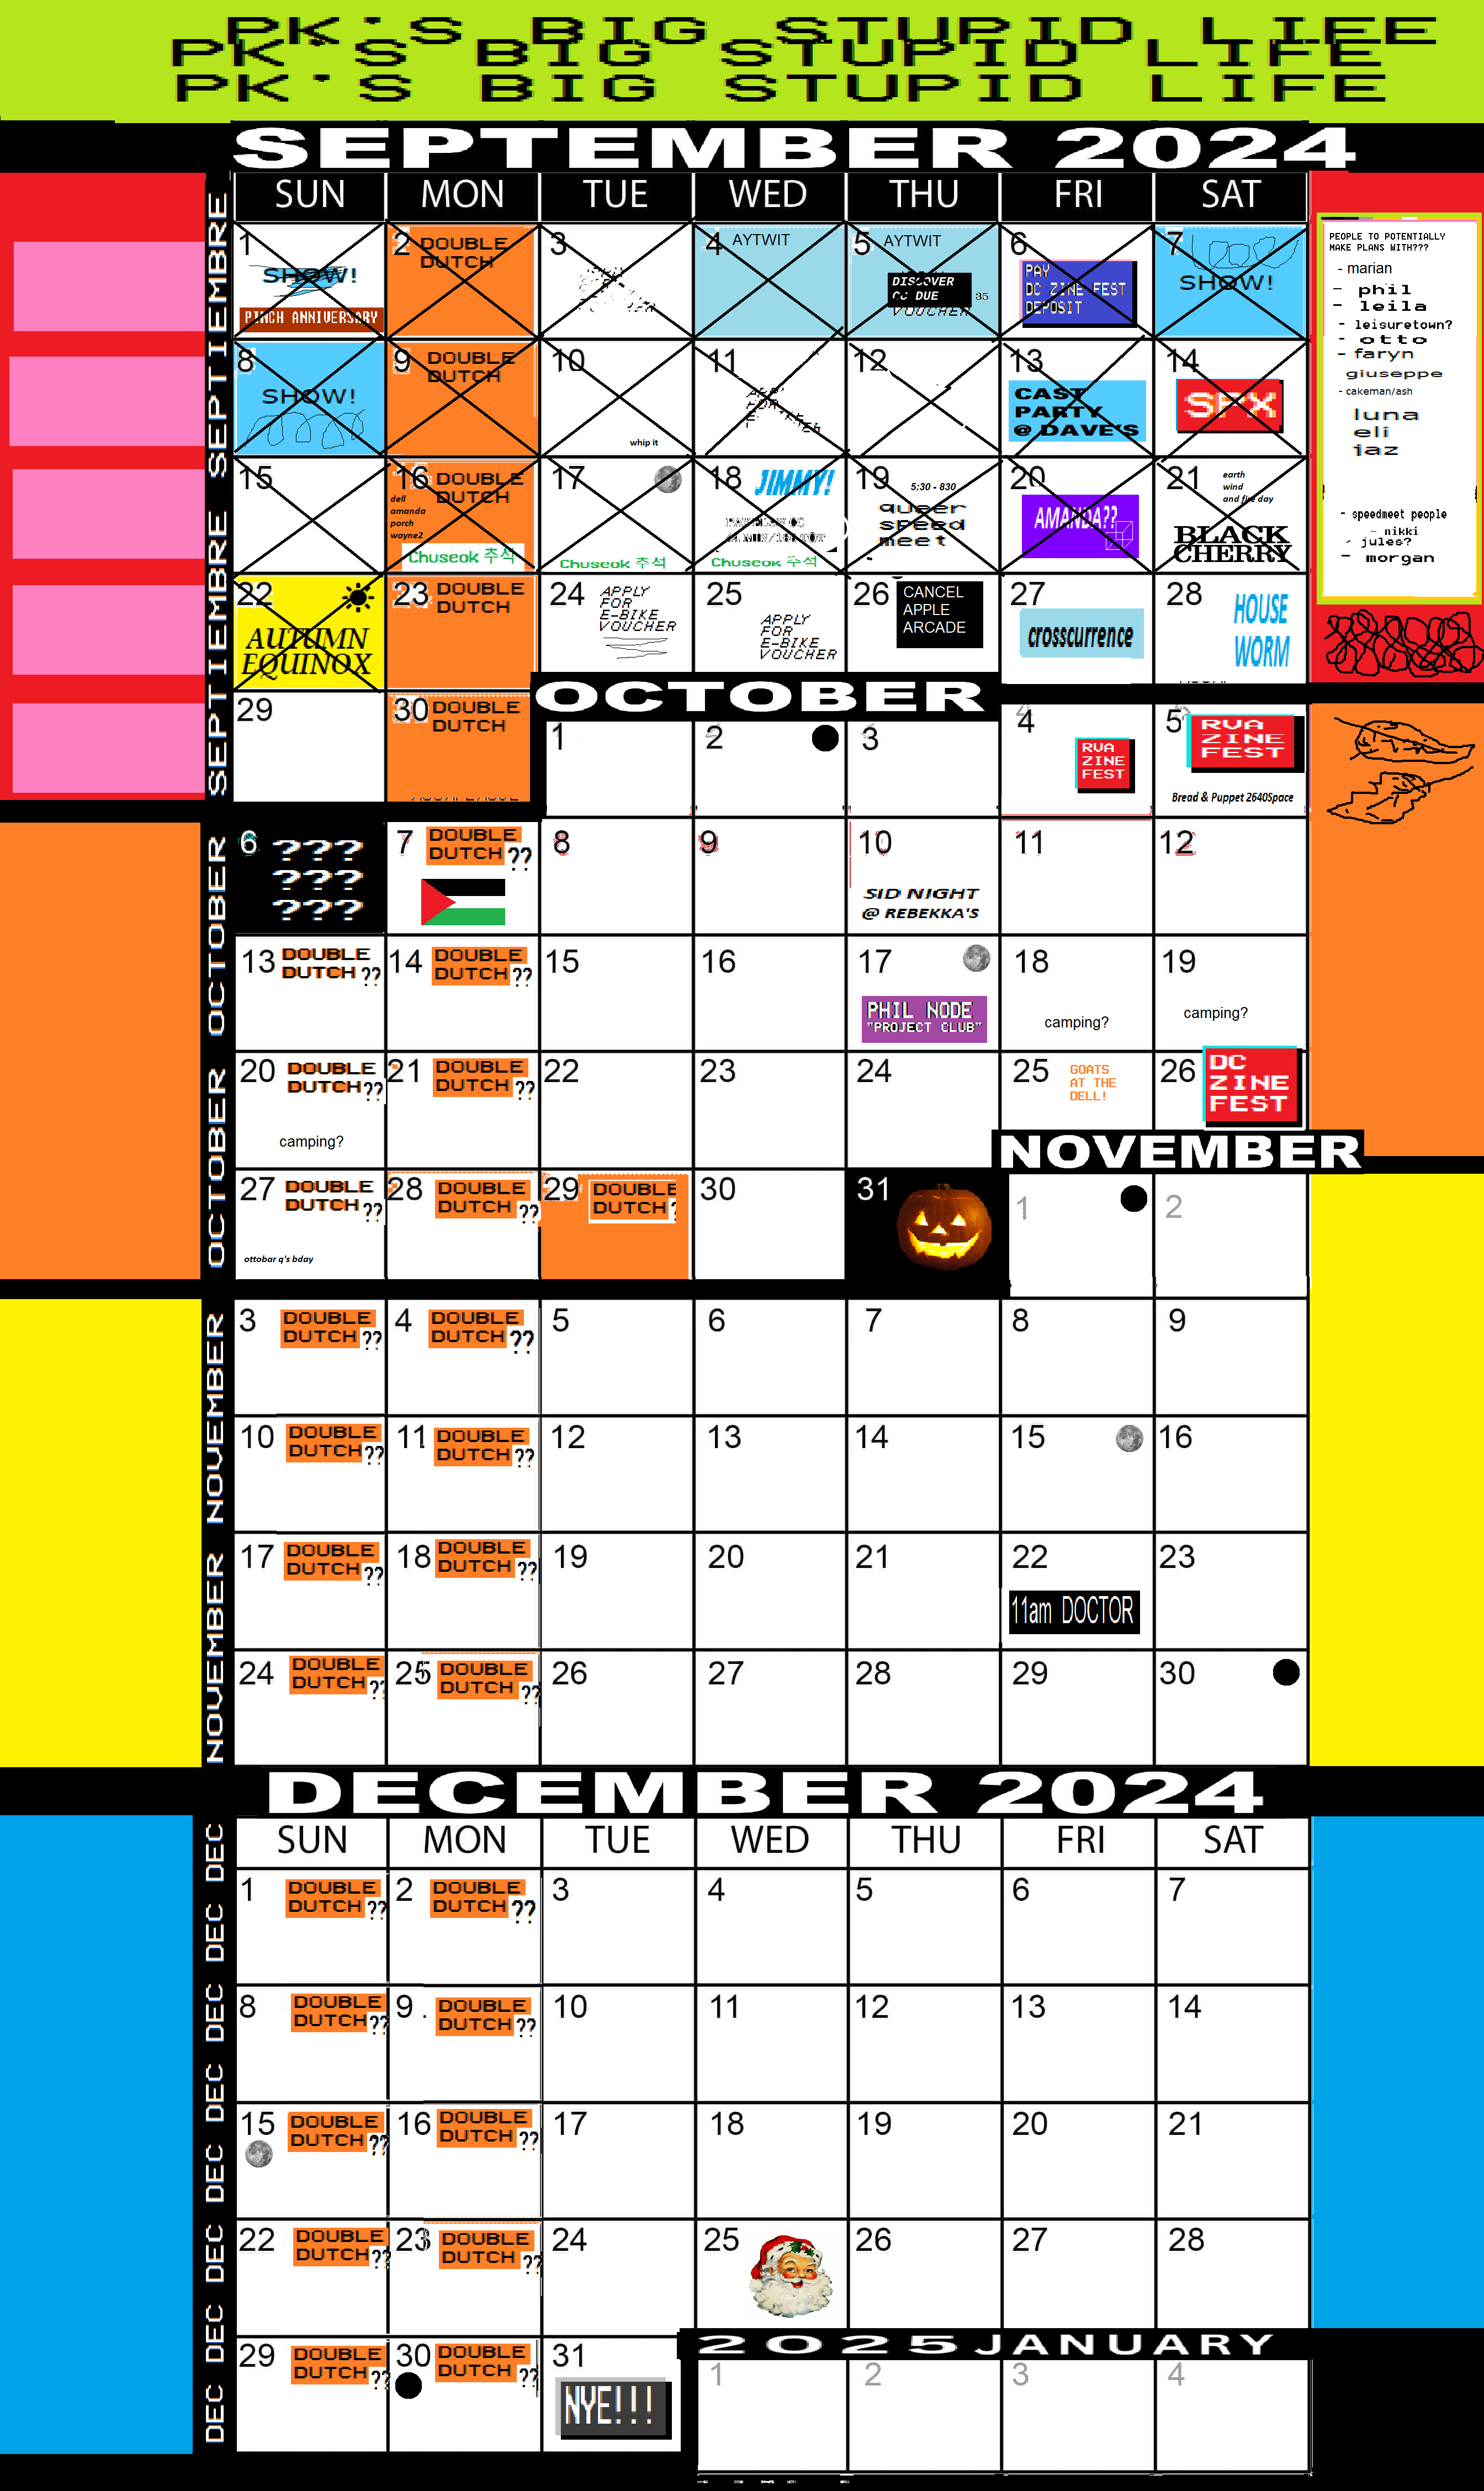 PK'S BIG STUPID LIFE
PK'S BIG STUPID LIFE
PK'S BIG STUPID LIFE
SEPTEMBER 2024
SUN MON TUE WED THU FRI SAT
SEPTIEMBRE SEPTIEMBRE SEPTIEMBRE
1
SHOW!
PINCH ANNIVERSARY
2 DOUBLE
DUTCH
3
4 AYTWIT
5 AYTWIT
DISCOVER
CC DUE 35
VOUCHER
6
PAY
DC ZINE FEST
DEPOSIT
7
SHOW!
8
SHOW!
9 DOUBLE
DUTCH
10
whip it
11
12
13
CAST
PARTY
@ DAVE'S
14
SFX
15
16 DOUBLE
DUTCH
dell
amanda
porch
wayne2
Chuseok 추석
17
Chuseok 추석
18 JIMMY!
Chuseok 추석
19
5:30 - 830
queer
speed
meet
20
AMANDA??
21
earth
wind
and fire day
BLACK
CHERRY
22
AUTUMN
EQUINOX
23 DOUBLE
DUTCH
24 APPLY
FOR
E-BIKE
VOUCHER
25
APPLY
FOR
E-BIKE
VOUCHER
26 CANCEL
APPLE
ARCADE
27
crosscurrence
28
HOUSE
WORM
29
30 DOUBLE
DUTCH
PEOPLE TO POTENTIALLY
MAKE PLANS WITH???
- marian
- phil
- leila
- leisuretown?
- otto
- faryn
giuseppe
- cakeman/ash
luna
eli
jaz
- speedmeet people
- nikki
- jules?
- morgan
OCTOBER
OCTOBER OCTOBER
1
2
3
4
RVA
ZINE
FEST
5
RVA
ZINE
FEST
Bread & Puppet 2640Space
6
???
???
???
7 DOUBLE
DUTCH ??
8
9
10
SID NIGHT
@ REBEKKA'S
11
12
13 DOUBLE
DUTCH ??
14 DOUBLE
DUTCH ??
15
16
17
PHIL NODE
"PROJECT CLUB"
18
camping?
19
camping?
20 DOUBLE
DUTCH??
camping?
21 DOUBLE
DUTCH ??
22
23
24
25 GOATS
AT THE
DELL!
26 DC
ZINE
FEST
27 DOUBLE
DUTCH ??
ottobar q's bday
28 DOUBLE
DUTCH ??
29 DOUBLE
DUTCH ?
30
31
NOVEMBER
NOVEMBER NOVEMBER
1
2
3 DOUBLE
DUTCH ??
4 DOUBLE
DUTCH ??
5
6
7
8
9
10 DOUBLE
DUTCH ??
11 DOUBLE
DUTCH ??
12
13
14
15
16
17 DOUBLE
DUTCH ??
18 DOUBLE
DUTCH ??
19
20
21
22
11am DOCTOR
23
24 DOUBLE
DUTCH ??
25 DOUBLE
DUTCH ??
26
27
28
29
30
DECEMBER 2024
SUN MON TUE WED THU FRI SAT
DEC DEC DEC DEC DEC DEC DEC DEC
1 DOUBLE
DUTCH ??
2 DOUBLE
DUTCH ??
3
4
5
6
7
8 DOUBLE
DUTCH ??
9 . DOUBLE
DUTCH ??
10
11
12
13
14
15 DOUBLE
DUTCH ??
16 DOUBLE
DUTCH ??
17
18
19
20
21
22 DOUBLE
DUTCH ??
23 DOUBLE
DUTCH ??
24
25
26
27
28
29 DOUBLE
DUTCH ??
30 DOUBLE
DUTCH ??
31
NYE!!!
2025 JANUARY
1
2
3
4